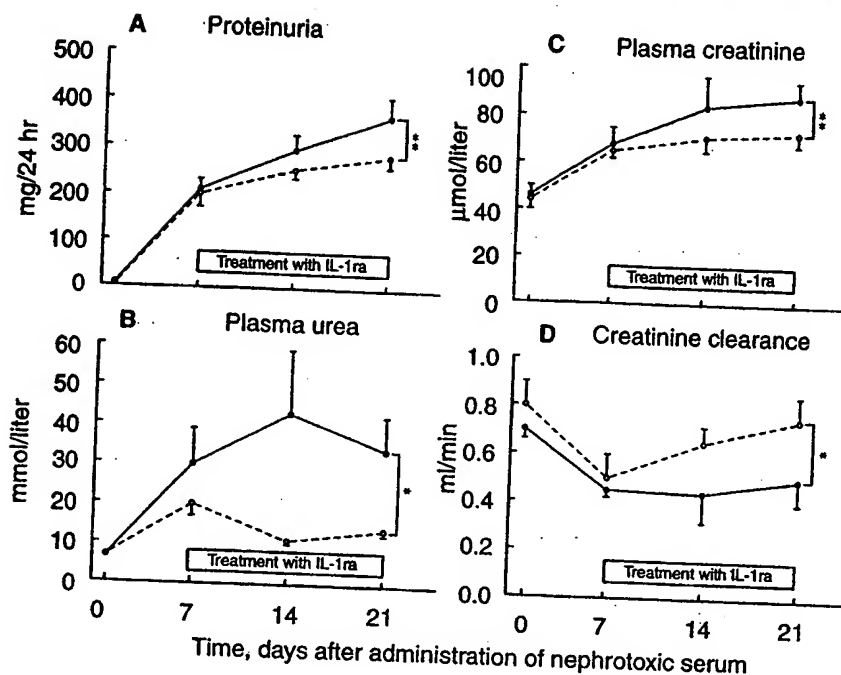 A Proteinuria
500
400
300
200
100
0
mg/24 hr
**
Treatment with IL-1ra
B Plasma urea
60
50
40
30
20
10
0
mmol/liter
*
Treatment with IL-1ra
0 7 14 21
C Plasma creatinine
100
80
60
40
20
0
µmol/liter
**
Treatment with IL-1ra
D Creatinine clearance
1.0
0.8
0.6
0.4
0.2
0.0
ml/min
*
Treatment with IL-1ra
0 7 14 21
Time, days after administration of nephrotoxic serum